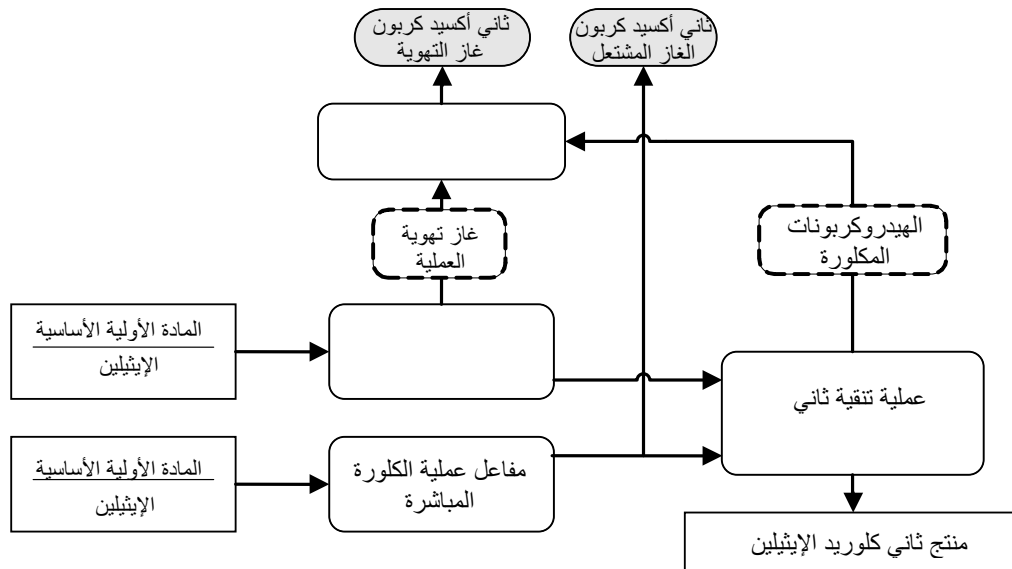 ثاني أكسيد كربون
غاز التهوية
ثاني أكسيد كربون
الغاز المشتعل
غاز تهوية
العملية
الهيدروكربونات
المكلورة
المادة الأولية الأساسية
الإيثيلين
عملية تنقية ثاني
المادة الأولية الأساسية
الإيثيلين
مفاعل عملية الكلورة
المباشرة
منتج ثاني كلوريد الإيثيلين